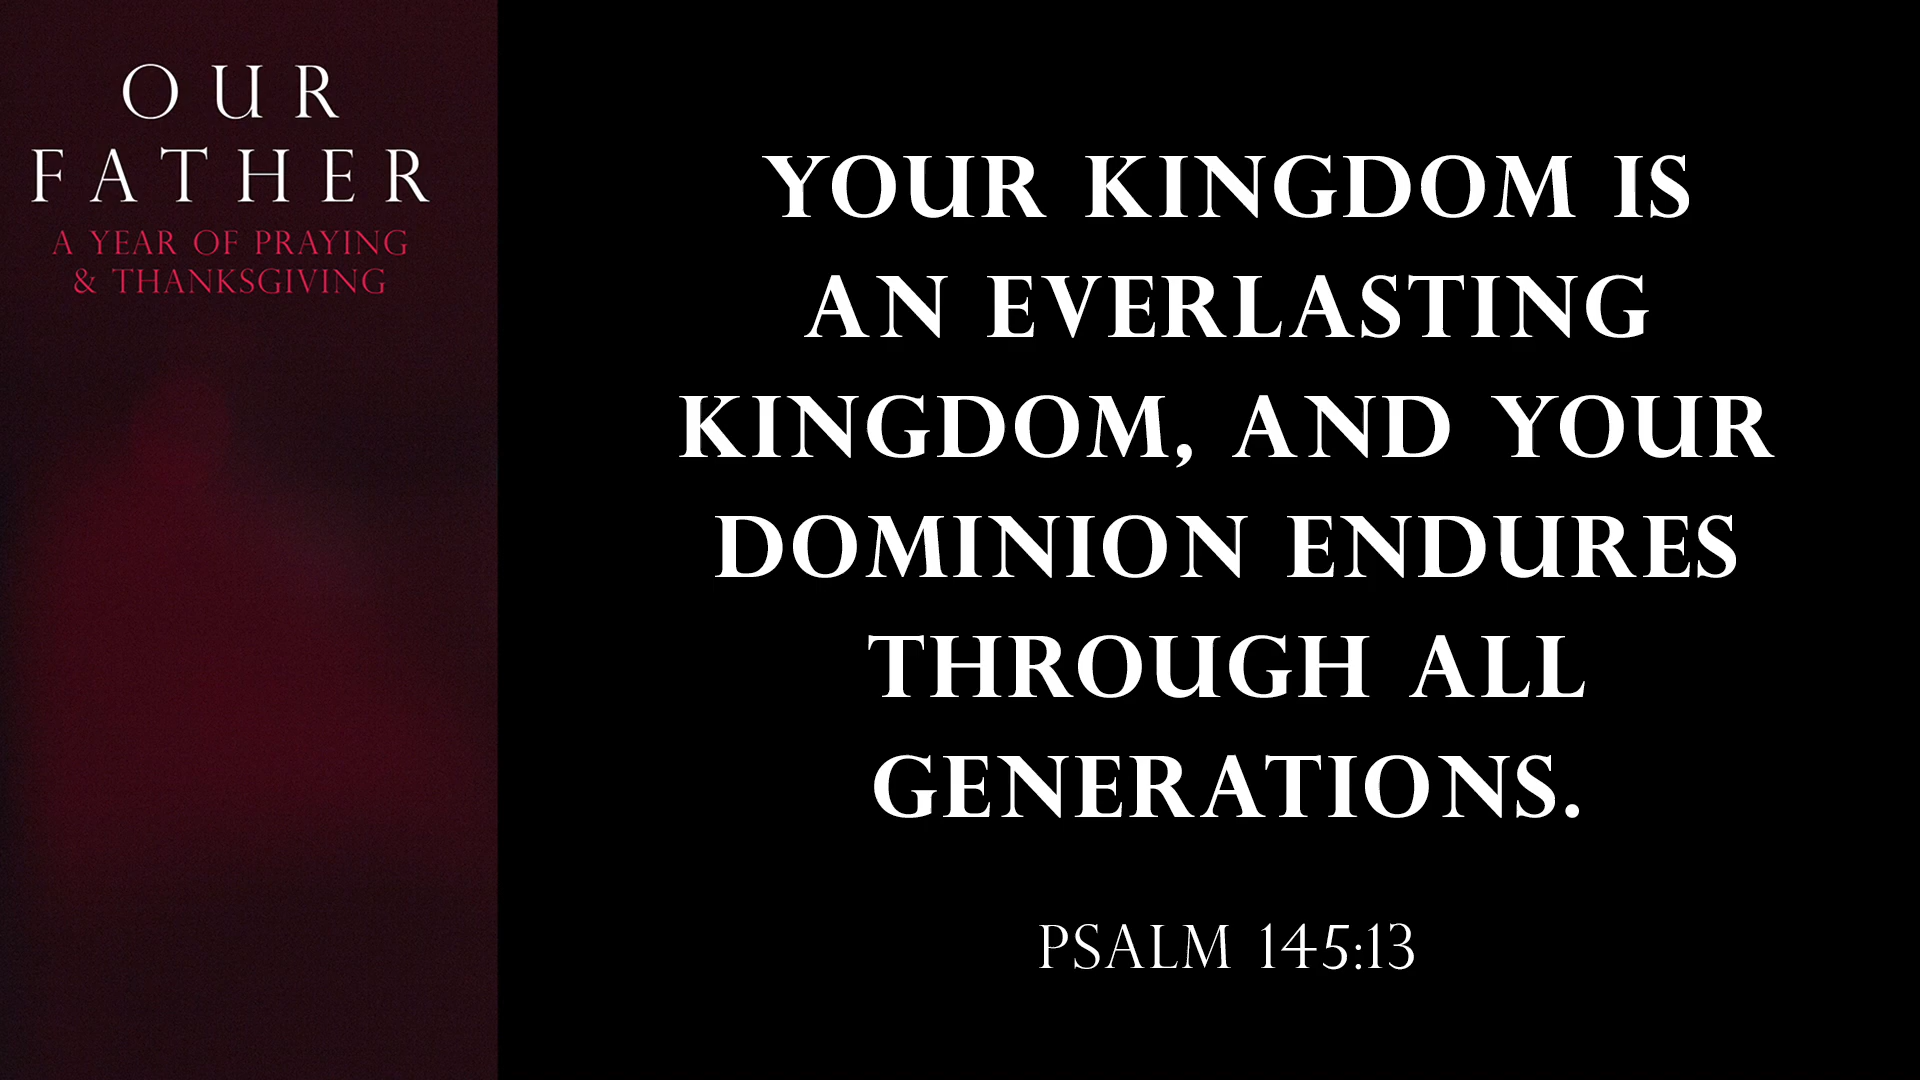 OUR
FATHER
A YEAR OF PRAYING
& THANKSGIVING
YOUR KINGDOM IS
AN EVERLASTING
KINGDOM, AND YOUR
DOMINION ENDURES
THROUGH ALL
GENERATIONS.
PSALM 145:13